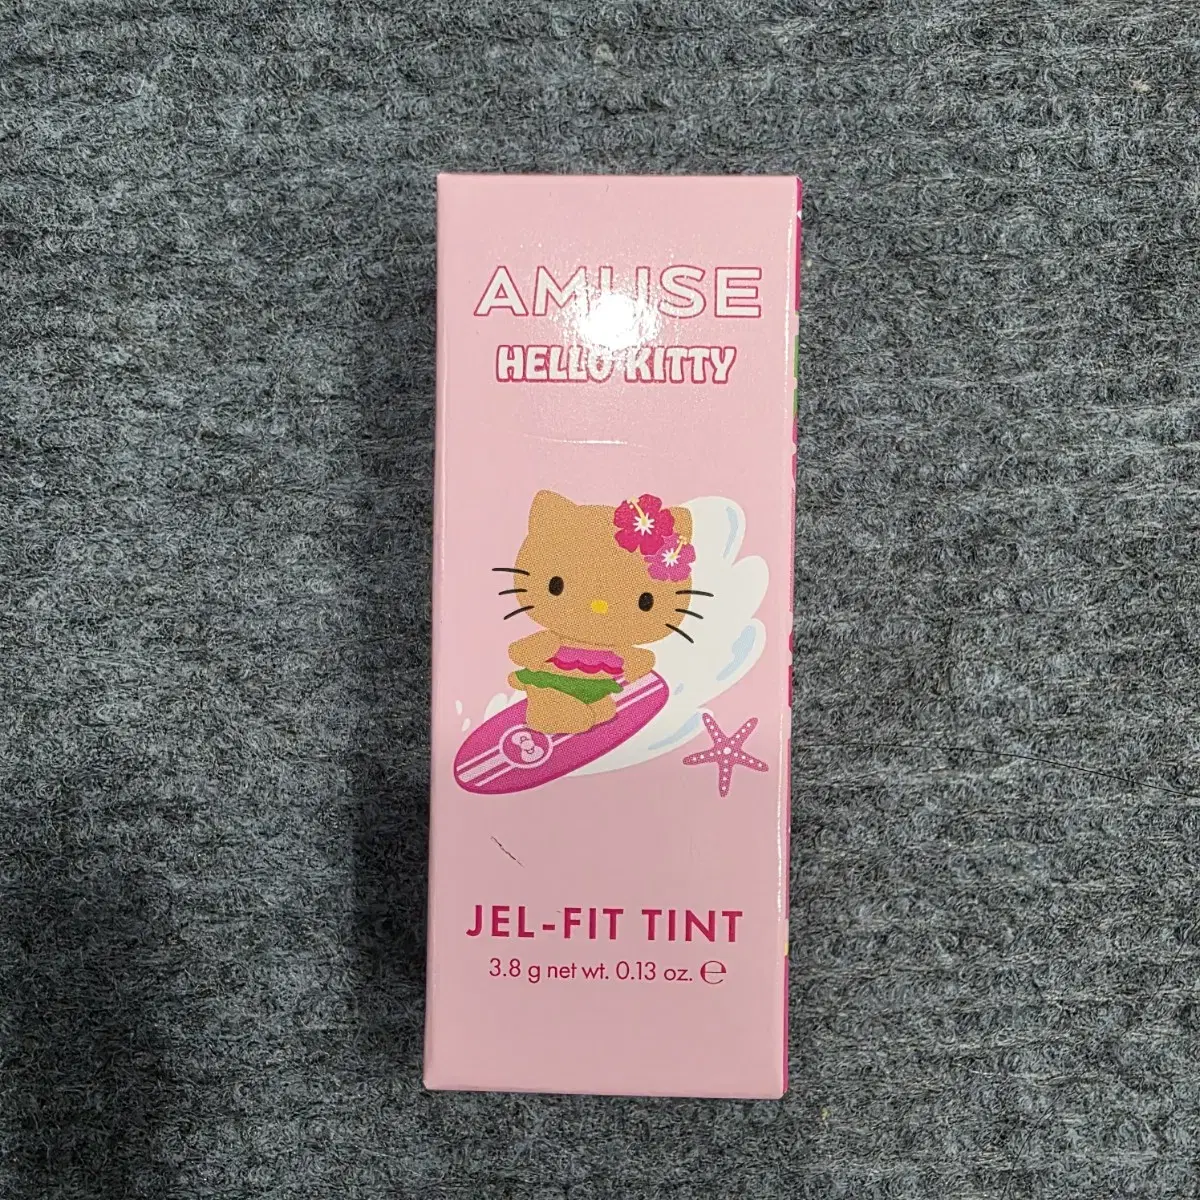 AMUSE
HELLO KITTY
JEL-FIT TINT
3.8 g net wt. 0.13 oz. ℮